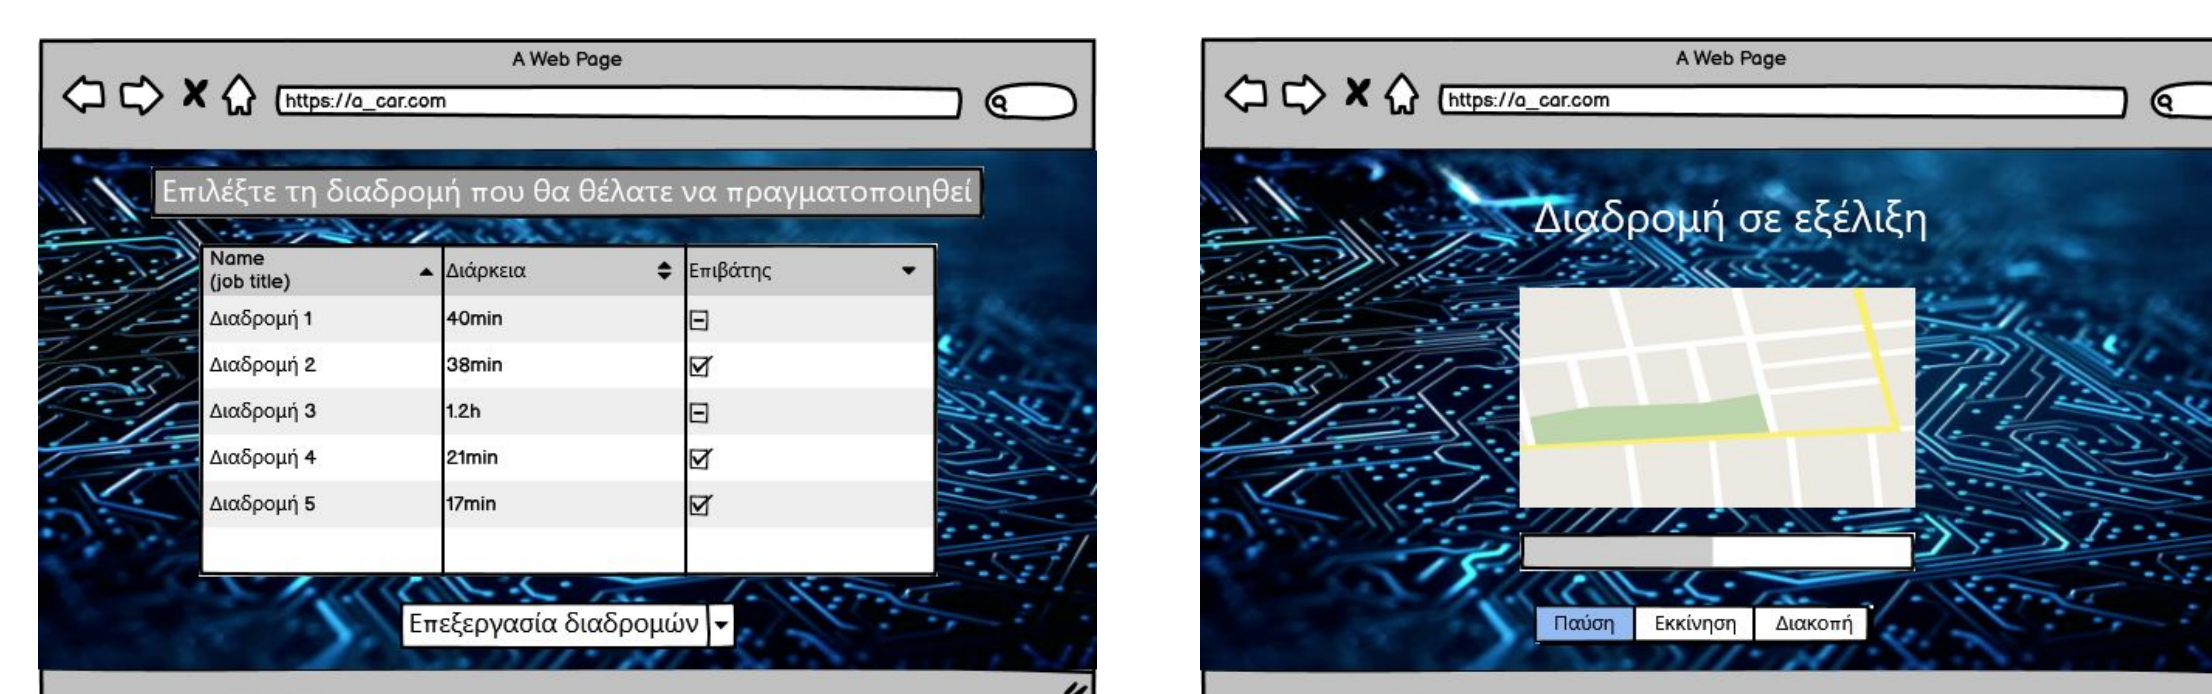 A Web Page
https://a_car.com
Επιλέξτε τη διαδρομή που θα θέλατε να πραγματοποιηθεί
Name
(job title)
Διάρκεια
Επιβάτης
Διαδρομή 1
40min
Διαδρομή 2
38min
Διαδρομή 3
1.2h
Διαδρομή 4
21min
Διαδρομή 5
17min
Επεξεργασία διαδρομών
A Web Page
https://a_car.com
Διαδρομή σε εξέλιξη
Παύση
Εκκίνηση
Διακοπή